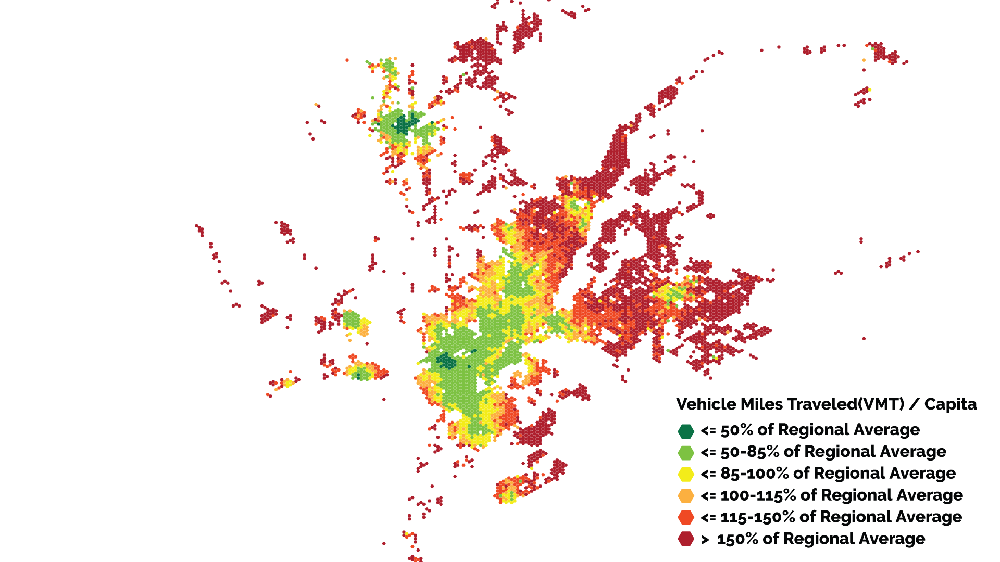 Vehicle Miles Traveled(VMT) / Capita
<= 50% of Regional Average
<= 50-85% of Regional Average
<= 85-100% of Regional Average
<= 100-115% of Regional Average
<= 115-150% of Regional Average
> 150% of Regional Average